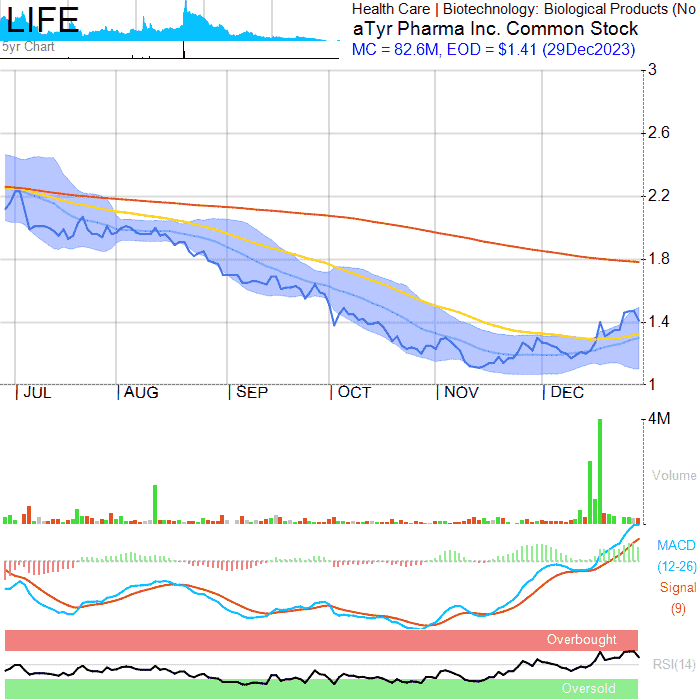 LIFE
5yr Chart
Health Care | Biotechnology: Biological Products (No
aTyr Pharma Inc. Common Stock
MC = 82.6M, EOD = $1.41 (29Dec2023)
3
2.6
2.2
1.8
1.4
1
JUL AUG SEP OCT NOV DEC
4M
Volume
MACD
(12-26)
Signal
(9)
Overbought
RSI(14)
Oversold